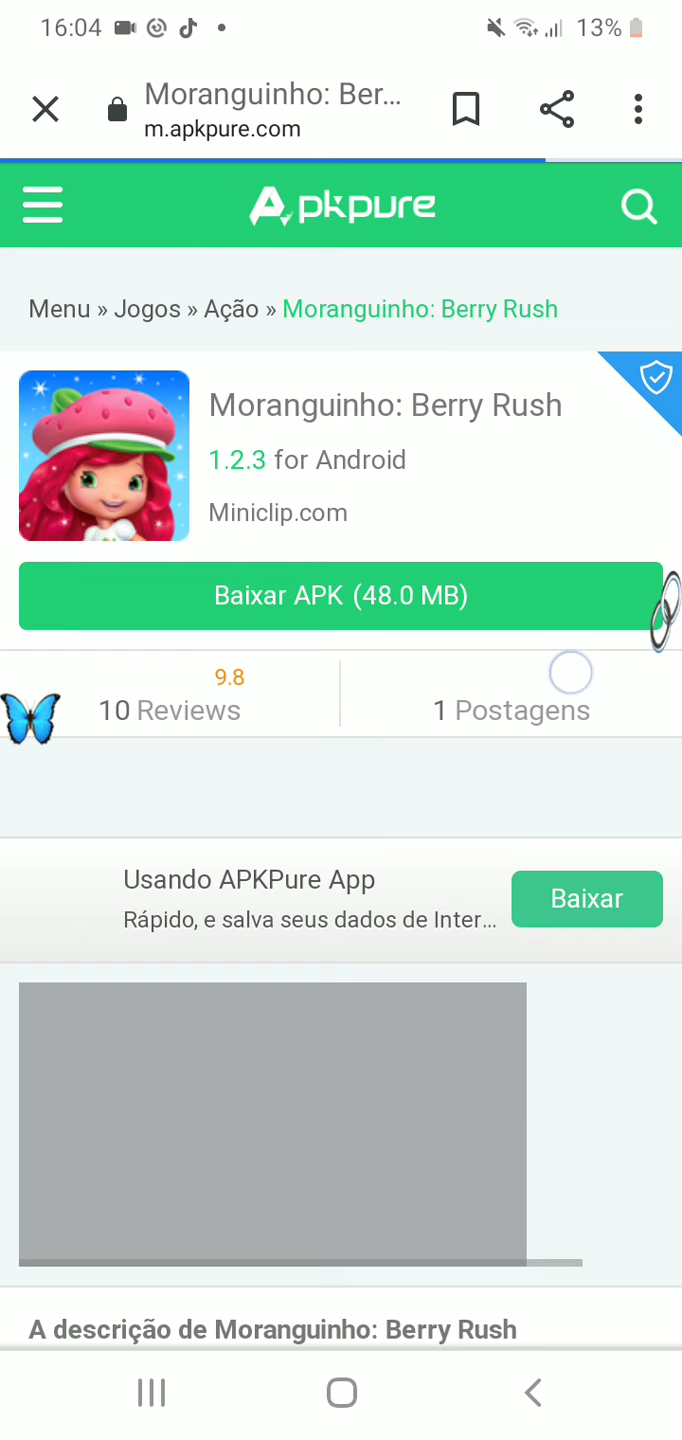 16:04
13%
Moranguinho: Ber...
m.apkpure.com
Apkpure
Menu » Jogos » Ação » Moranguinho: Berry Rush
Moranguinho: Berry Rush
1.2.3 for Android
Miniclip.com
Baixar APK (48.0 MB)
9.8
10 Reviews
1 Postagens
Usando APKPure App
Rápido, e salva seus dados de Inter...
Baixar
A descrição de Moranguinho: Berry Rush